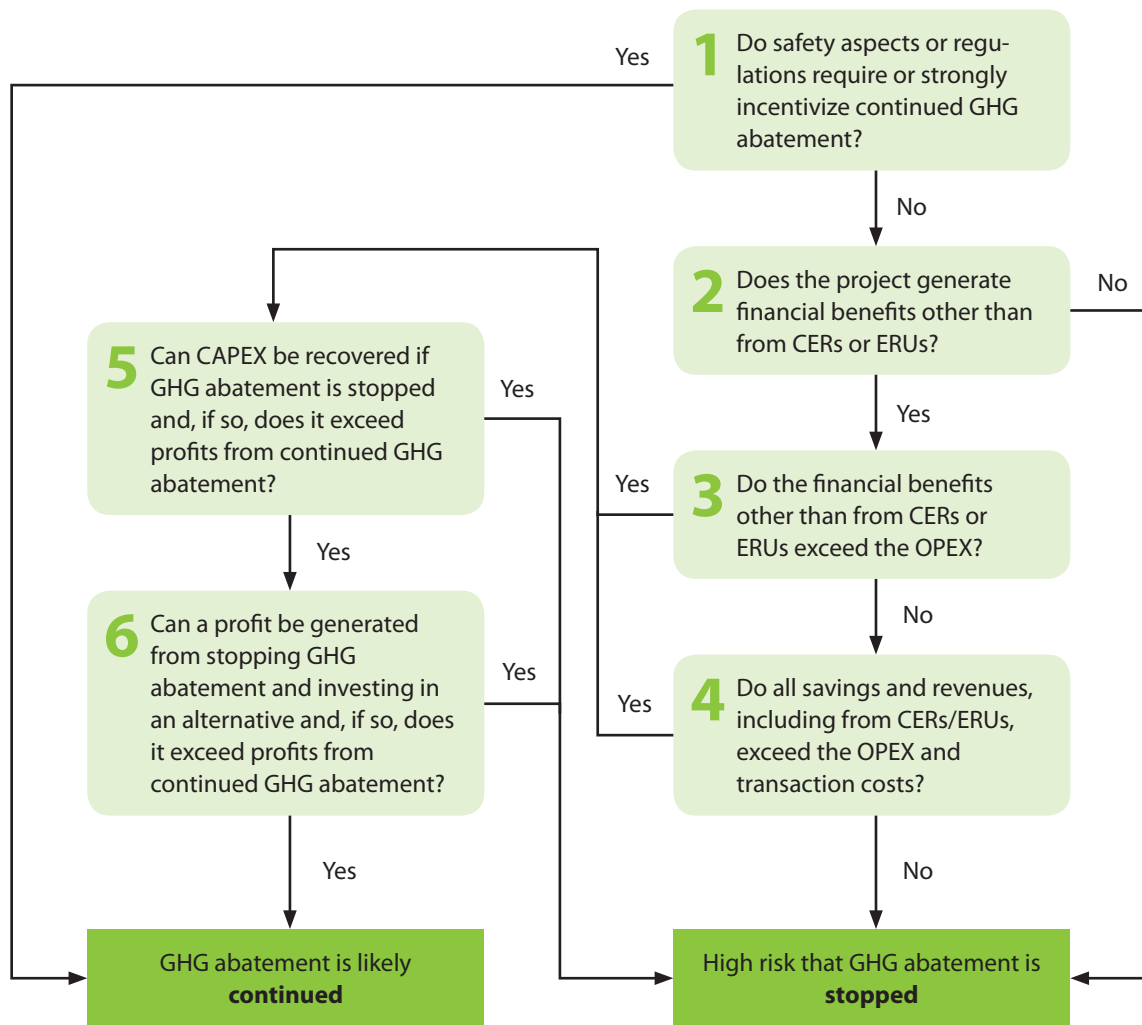 Yes
1
Do safety aspects or regu-
lations require or strongly
incentivize continued GHG
abatement?
No
2
Does the project generate
financial benefits other than
from CERs or ERUs?
No
Yes
5
Can CAPEX be recovered if
GHG abatement is stopped
and, if so, does it exceed
profits from continued GHG
abatement?
Yes
Yes
3
Do the financial benefits
other than from CERs or
ERUs exceed the OPEX?
Yes
No
6
Can a profit be generated
from stopping GHG
abatement and investing in
an alternative and, if so, does
it exceed profits from
continued GHG abatement?
Yes
Yes
4
Do all savings and revenues,
including from CERs/ERUs,
exceed the OPEX and
transaction costs?
Yes
No
GHG abatement is likely
continued
High risk that GHG abatement is
stopped